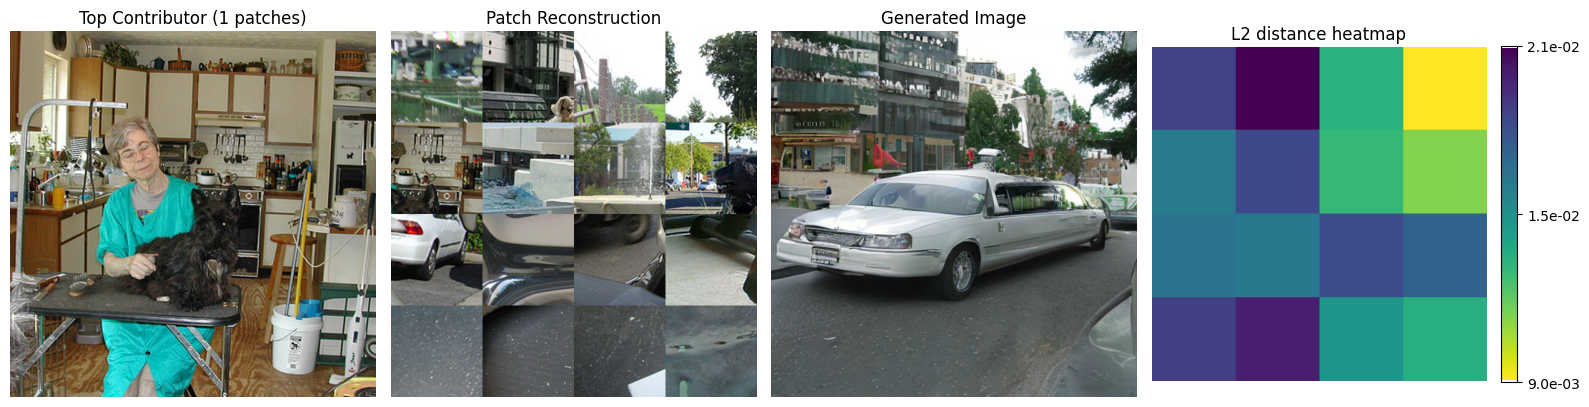 Top Contributor (1 patches)
Patch Reconstruction
Generated Image
L2 distance heatmap
2.1e-02
1.5e-02
9.0e-03